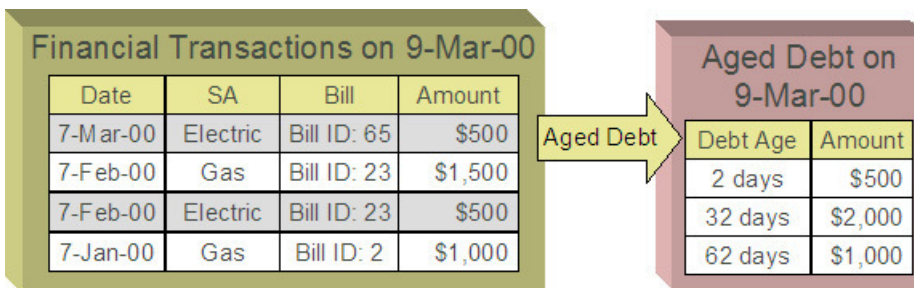 Financial Transactions on 9-Mar-00
Date SA Bill Amount
7-Mar-00 Electric Bill ID: 65 $500
7-Feb-00 Gas Bill ID: 23 $1,500
7-Feb-00 Electric Bill ID: 23 $500
7-Jan-00 Gas Bill ID: 2 $1,000
Aged Debt
Aged Debt on
9-Mar-00
Debt Age Amount
2 days $500
32 days $2,000
62 days $1,000